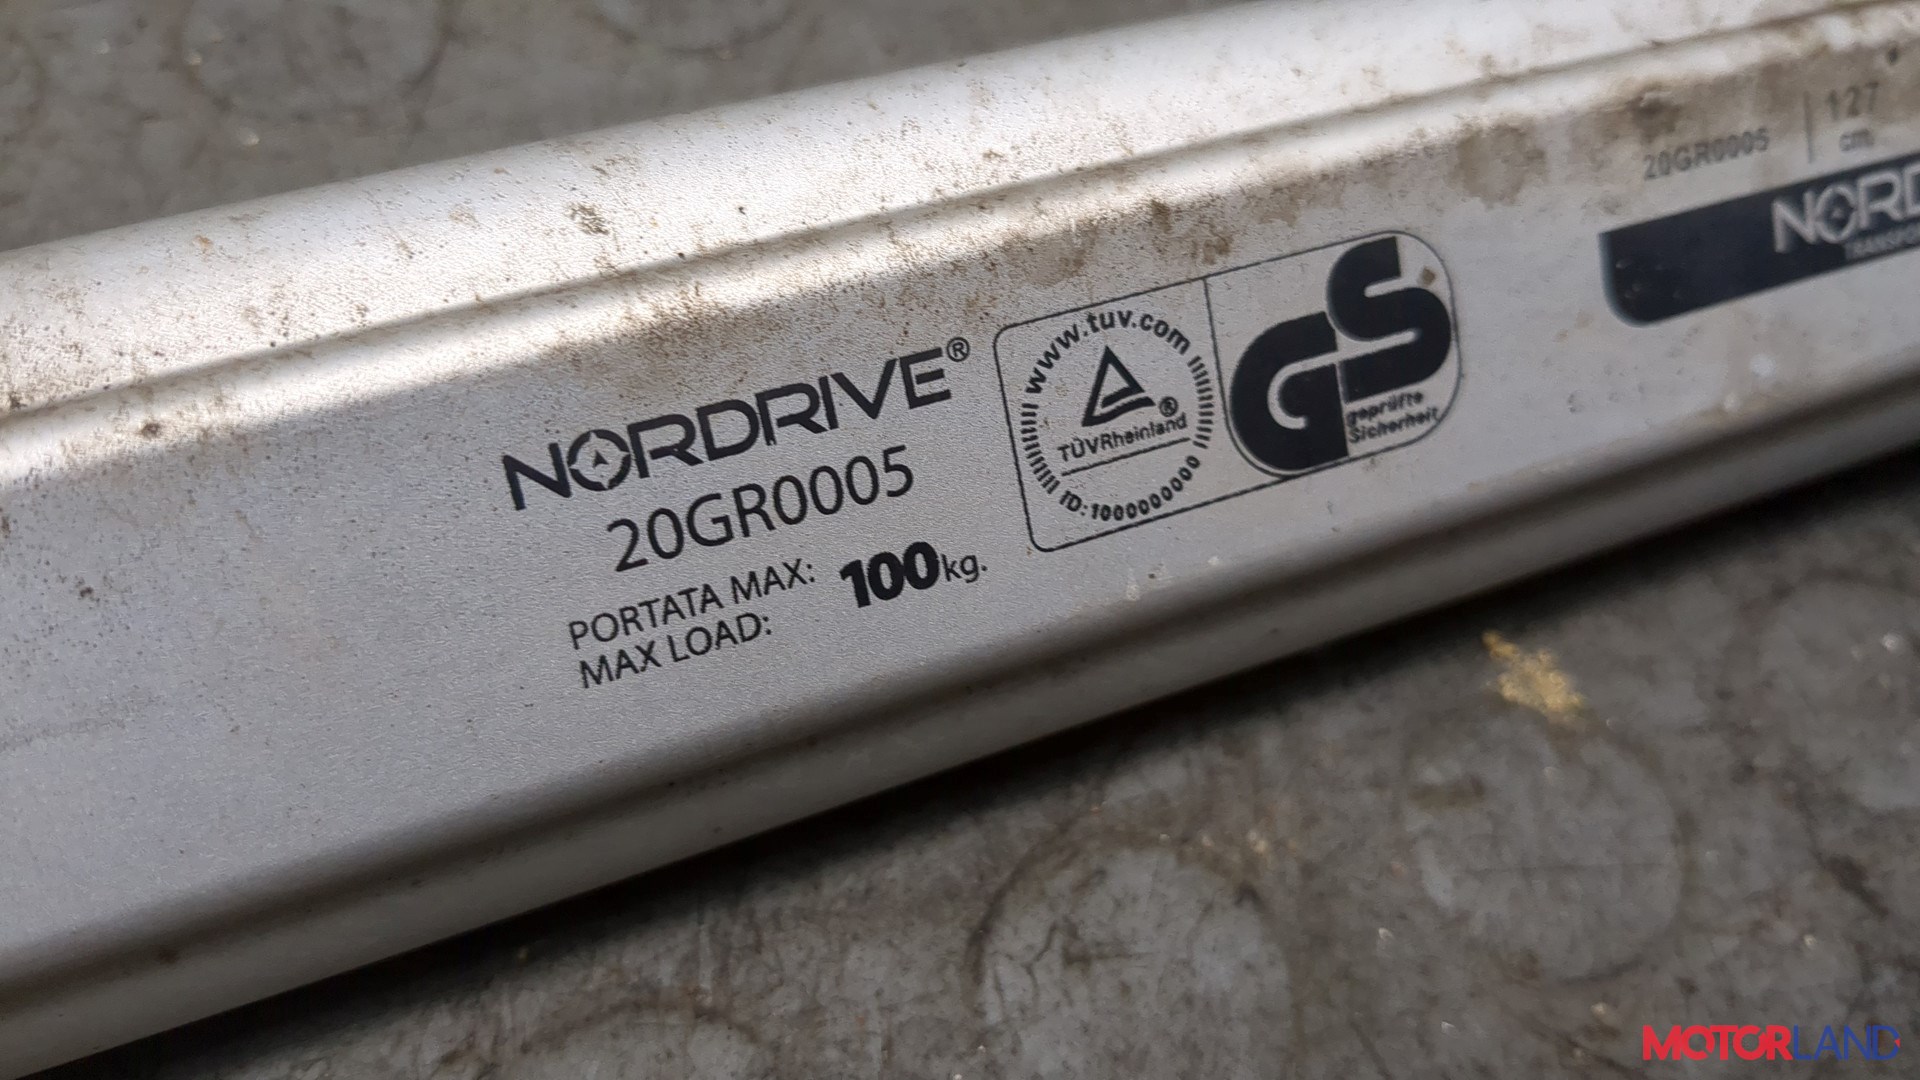 NORDRIVE®
20GR0005
PORTATA MAX:
MAX LOAD:
100kg.
www.tuv.com
TÜVRheinland®
ID: 1000000000
GS
geprüfte
Sicherheit
20GR0005
127
cm
NORD
MOTORLAND